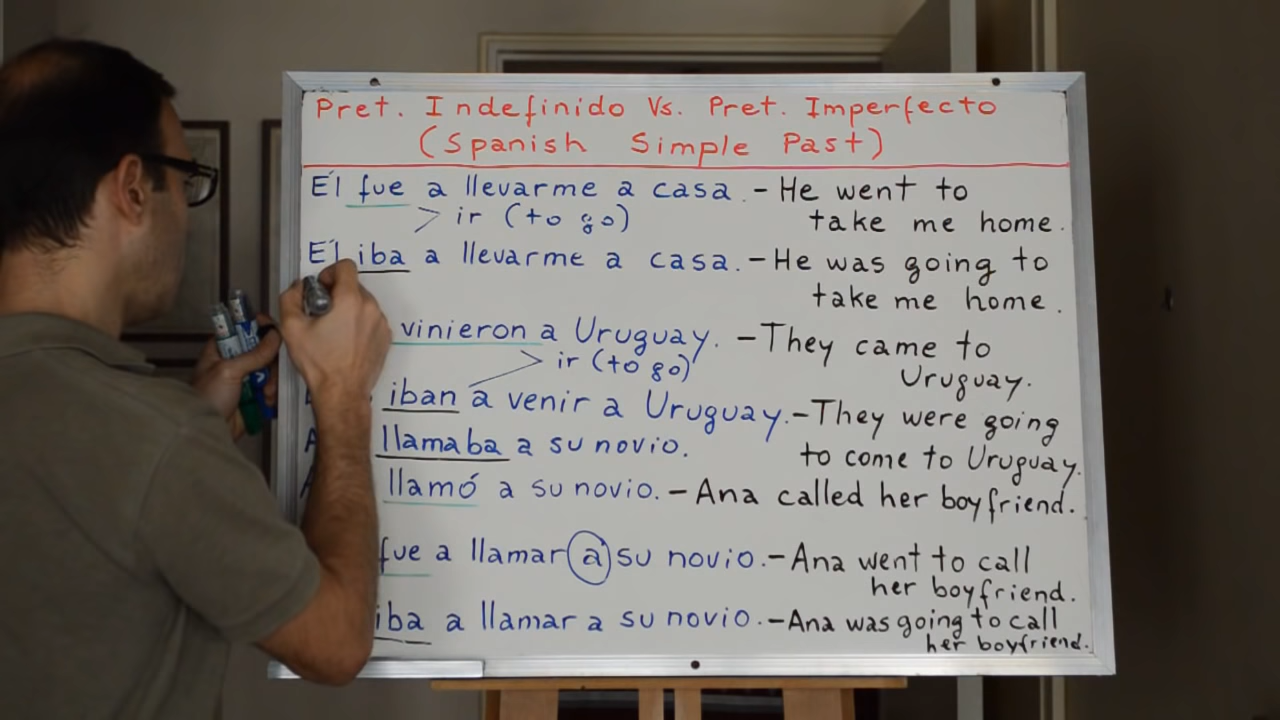 Pret. Indefinido Vs. Pret. Imperfecto
(Spanish Simple Past)
Él fue a llevarme a casa. - He went to
> ir (to go) take me home.
Él iba a llevarme a casa. - He was going to
take me home.
vinieron a Uruguay. - They came to
> ir (to go) Uruguay.
iban a venir a Uruguay. - They were going
llamaba a su novio. to come to Uruguay.
llamó a su novio. - Ana called her boyfriend.
fue a llamar a su novio. - Ana went to call
her boyfriend.
iba a llamar a su novio. - Ana was going to call
her boyfriend.